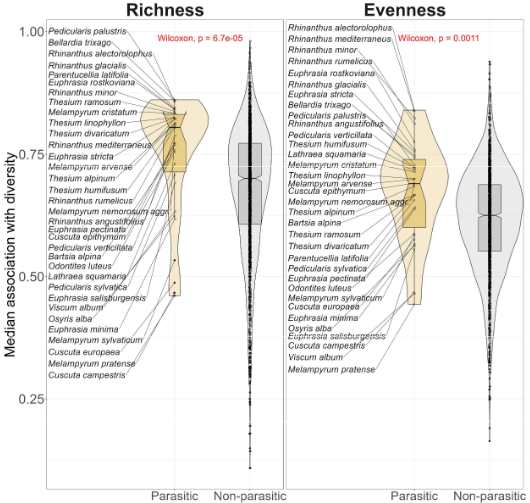 Richness
Evenness
Median association with diversity
1.00
0.75
0.50
0.25
Wilcoxon, p = 6.7e-05
Pedicularis palustris
Bellardia trixago
Rhinanthus alectorolophus
Rhinanthus glacialis
Parentucellia latifolia
Euphrasia rostkoviana
Rhinanthus minor
Thesium ramosum
Melampyrum cristatum
Thesium linophyllon
Thesium divaricatum
Rhinanthus mediterraneus
Euphrasia stricta
Melampyrum arvense
Thesium alpinum
Thesium humifusum
Rhinanthus rumelicus
Melampyrum nemorosum aggr.
Rhinanthus angustifolius
Euphrasia pectinata
Cuscuta epithymum
Pedicularis verticillata
Bartsia alpina
Odontites luteus
Lathraea squamaria
Pedicularis sylvatica
Euphrasia salisburgensis
Viscum album
Osyris alba
Euphrasia minima
Melampyrum sylvaticum
Cuscuta europaea
Melampyrum pratense
Cuscuta campestris
Parasitic
Non-parasitic
Wilcoxon, p = 0.0011
Rhinanthus alectorolophus
Rhinanthus mediterraneus
Rhinanthus minor
Rhinanthus rumelicus
Euphrasia rostkoviana
Rhinanthus glacialis
Euphrasia stricta
Bellardia trixago
Pedicularis palustris
Rhinanthus angustifolius
Pedicularis verticillata
Thesium humifusum
Lathraea squamaria
Melampyrum cristatum
Thesium linophyllon
Melampyrum arvense
Cuscuta epithymum
Melampyrum nemorosum aggr.
Thesium alpinum
Bartsia alpina
Thesium ramosum
Thesium divaricatum
Parentucellia latifolia
Pedicularis sylvatica
Euphrasia pectinata
Odontites luteus
Melampyrum sylvaticum
Cuscuta europaea
Euphrasia minima
Osyris alba
Euphrasia salisburgensis
Cuscuta campestris
Viscum album
Melampyrum pratense
Parasitic
Non-parasitic